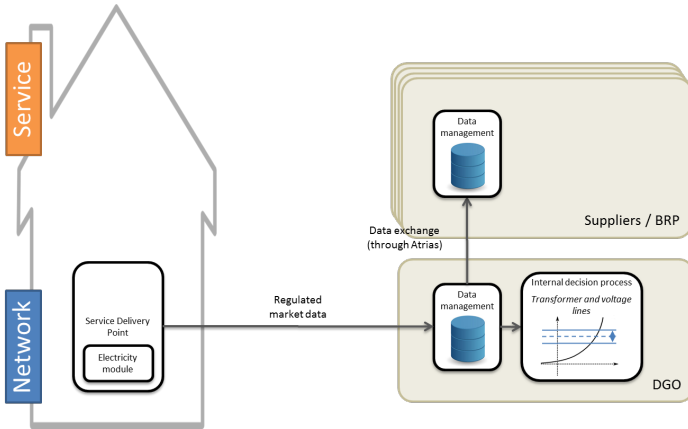 Service
Network
Data
management
Suppliers / BRP
Data exchange
(through Atrias)
Regulated
market data
Service Delivery
Point
Electricity
module
Data
management
Internal decision process
Transformer and voltage
lines
DGO